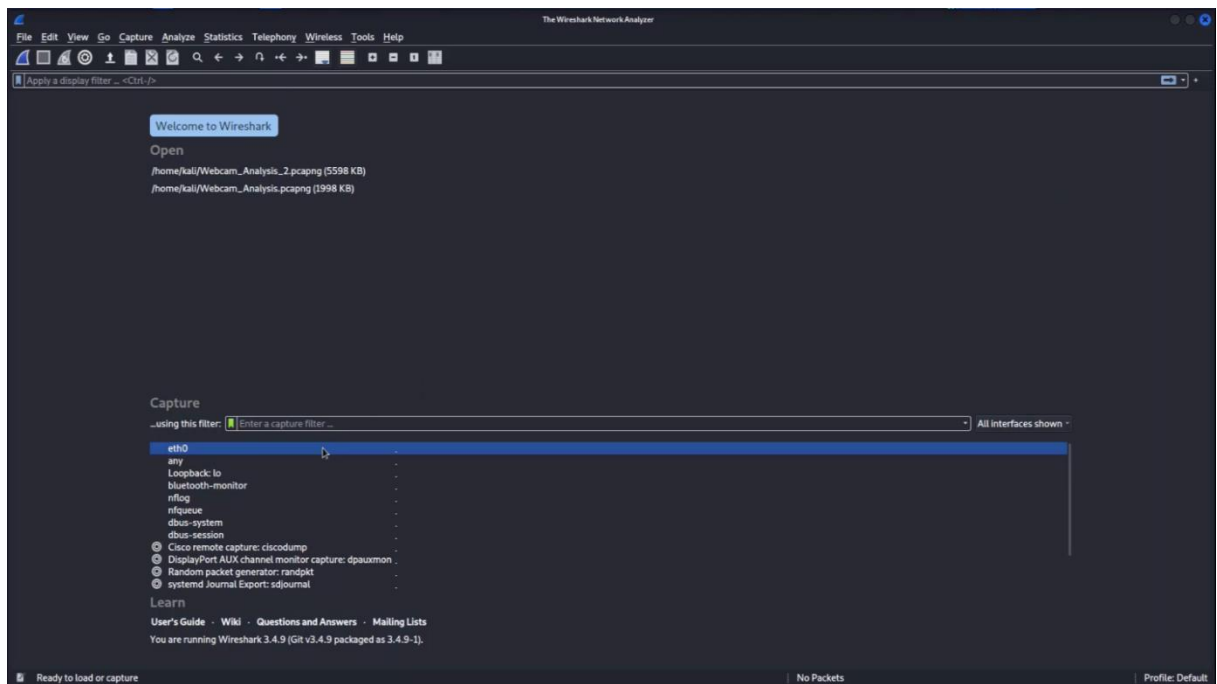 The Wireshark Network Analyzer
File Edit View Go Capture Analyze Statistics Telephony Wireless Tools Help
Apply a display filter ... <Ctrl-/>
Welcome to Wireshark
Open
/home/kali/Webcam_Analysis_2.pcapng (5598 KB)
/home/kali/Webcam_Analysis.pcapng (1998 KB)
Capture
...using this filter: Enter a capture filter ... All interfaces shown
eth0
any
Loopback: lo
bluetooth-monitor
nflog
nfqueue
dbus-system
dbus-session
Cisco remote capture: ciscodump
DisplayPort AUX channel monitor capture: dpauxmon
Random packet generator: randpkt
systemd Journal Export: sdjournal
Learn
User's Guide · Wiki · Questions and Answers · Mailing Lists
You are running Wireshark 3.4.9 (Git v3.4.9 packaged as 3.4.9-1).
Ready to load or capture No Packets Profile: Default